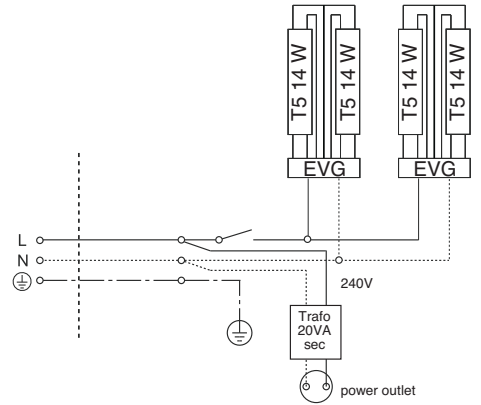 T5 14 W
T5 14 W
T5 14 W
T5 14 W
EVG
EVG
L
N
240V
Trafo
20VA
sec
power outlet